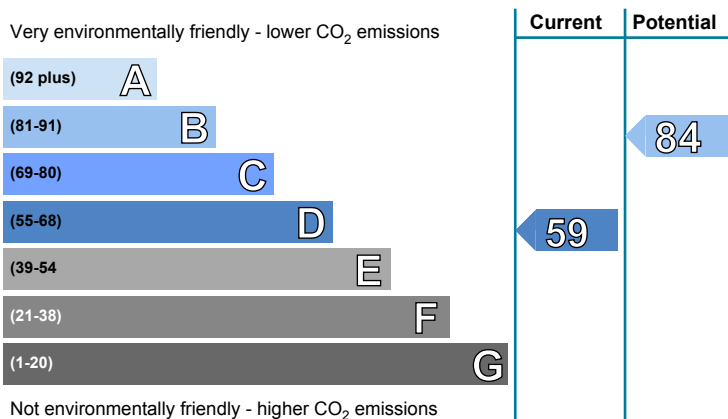 Very environmentally friendly - lower CO2 emissions
Current
Potential
(92 plus) A
(81-91) B
84
(69-80) C
(55-68) D
59
(39-54 E
(21-38) F
(1-20) G
Not environmentally friendly - higher CO2 emissions